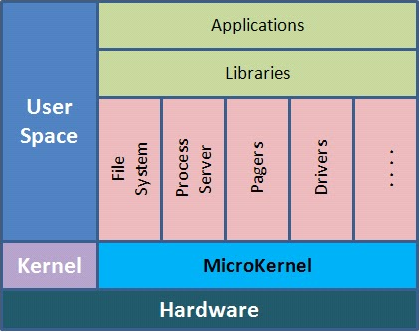 User
Space
Applications
Libraries
File
System
Process
Server
Pagers
Drivers
. . . .
Kernel
MicroKernel
Hardware